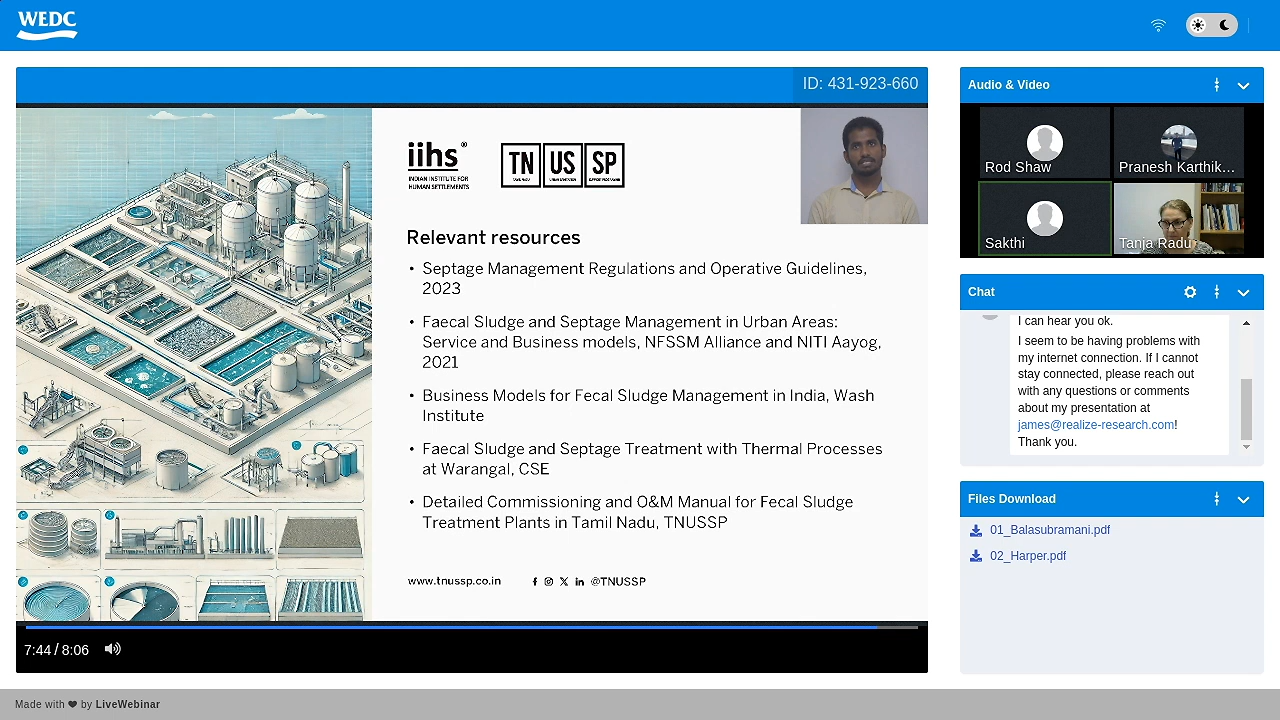 WEDC
ID: 431-923-660
iihs®
INDIAN INSTITUTE FOR
HUMAN SETTLEMENTS
TN US SP
TAMIL NADU URBAN SANITATION SUPPORT PROGRAMME
Relevant resources
• Septage Management Regulations and Operative Guidelines,
2023
• Faecal Sludge and Septage Management in Urban Areas:
Service and Business models, NFSSM Alliance and NITI Aayog,
2021
• Business Models for Fecal Sludge Management in India, Wash
Institute
• Faecal Sludge and Septage Treatment with Thermal Processes
at Warangal, CSE
• Detailed Commissioning and O&M Manual for Fecal Sludge
Treatment Plants in Tamil Nadu, TNUSSP
www.tnussp.co.in @TNUSSP
7:44 / 8:06
Audio & Video
Rod Shaw
Pranesh Karthik...
Sakthi
Tanja Radu
Chat
I can hear you ok.
I seem to be having problems with
my internet connection. If I cannot
stay connected, please reach out
with any questions or comments
about my presentation at
james@realize-research.com!
Thank you.
Files Download
01_Balasubramani.pdf
02_Harper.pdf
Made with ❤ by LiveWebinar